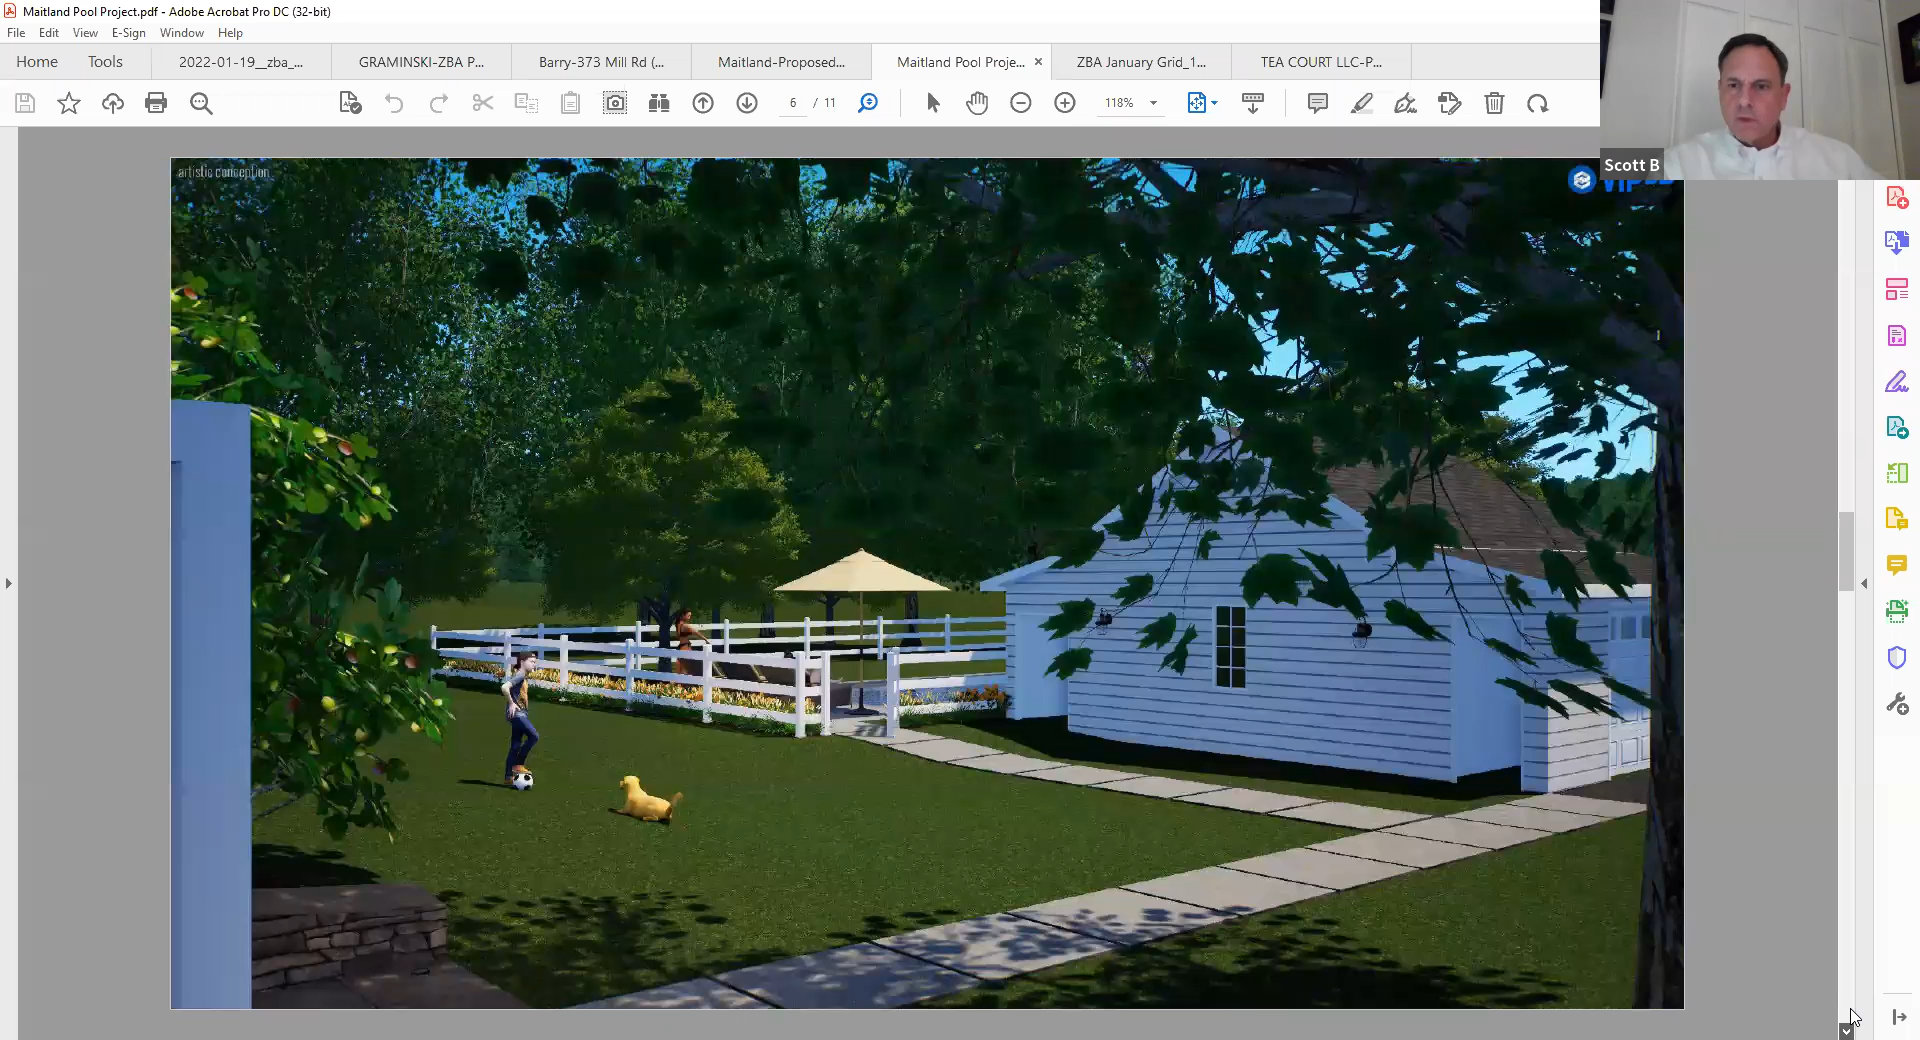 Maitland Pool Project.pdf - Adobe Acrobat Pro DC (32-bit)
File Edit View E-Sign Window Help
Home Tools 2022-01-19__zba_... GRAMINSKI-ZBA P... Barry-373 Mill Rd (... Maitland-Proposed... Maitland Pool Proje... × ZBA January Grid_1... TEA COURT LLC-P...
6 / 11 118%
Scott B
artistic conception